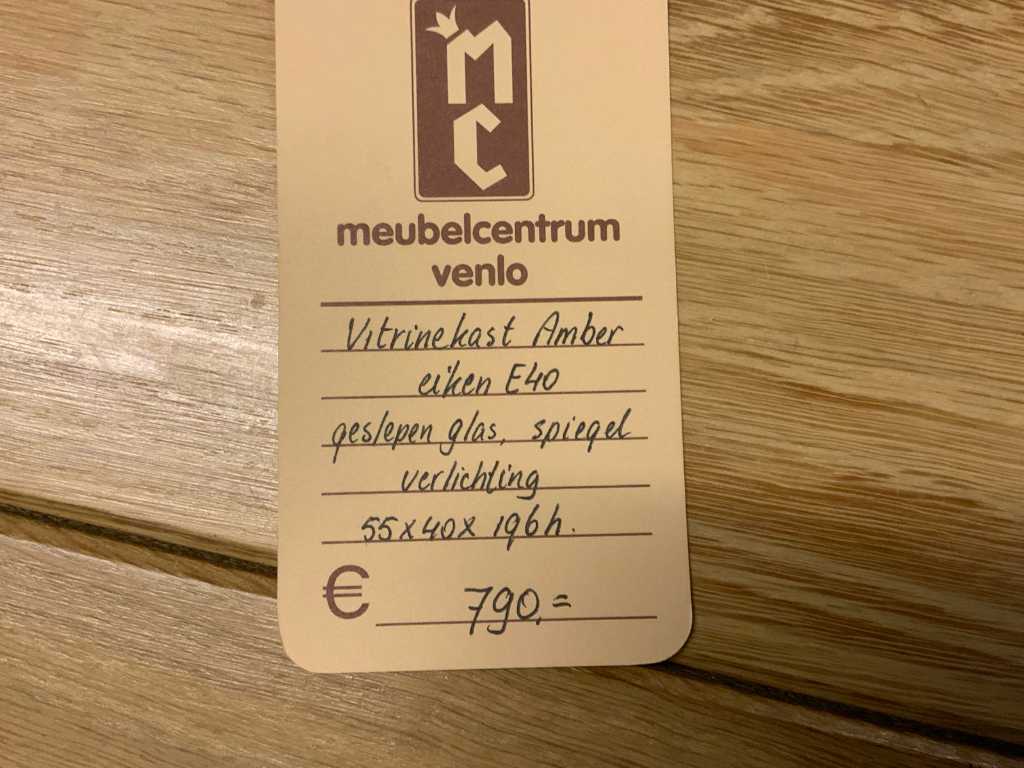 MC
meubelcentrum
venlo
Vitrinekast Amber
eiken E40
geslepen glas, spiegel
verlichting
55x40x 196h.
€ 790,=